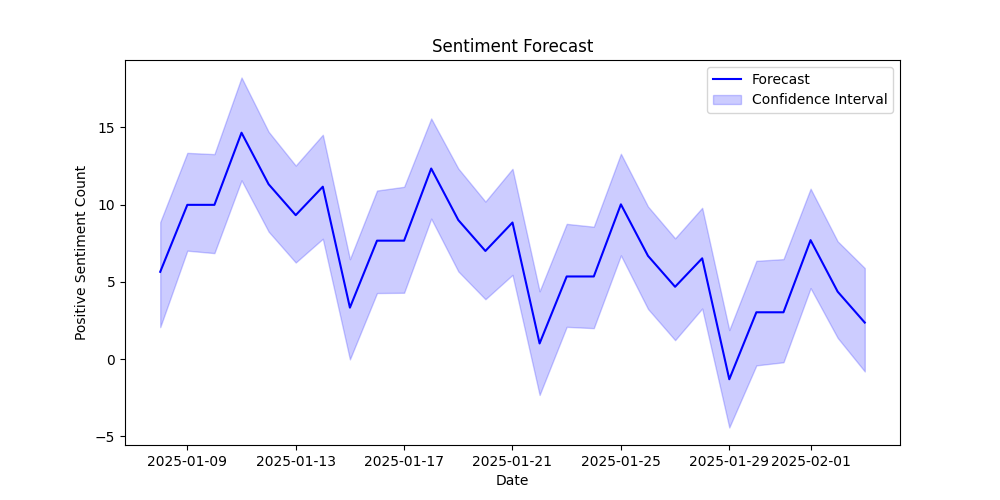 Sentiment Forecast
Forecast
Confidence Interval
Positive Sentiment Count
15
10
5
0
−5
2025-01-09 2025-01-13 2025-01-17 2025-01-21 2025-01-25 2025-01-29 2025-02-01
Date